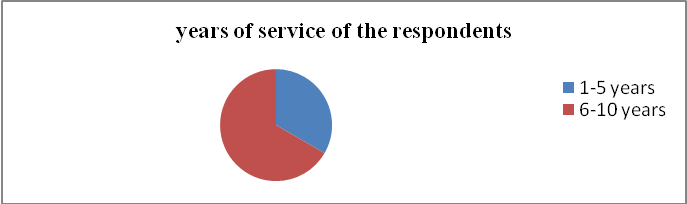 years of service of the respondents
1-5 years
6-10 years